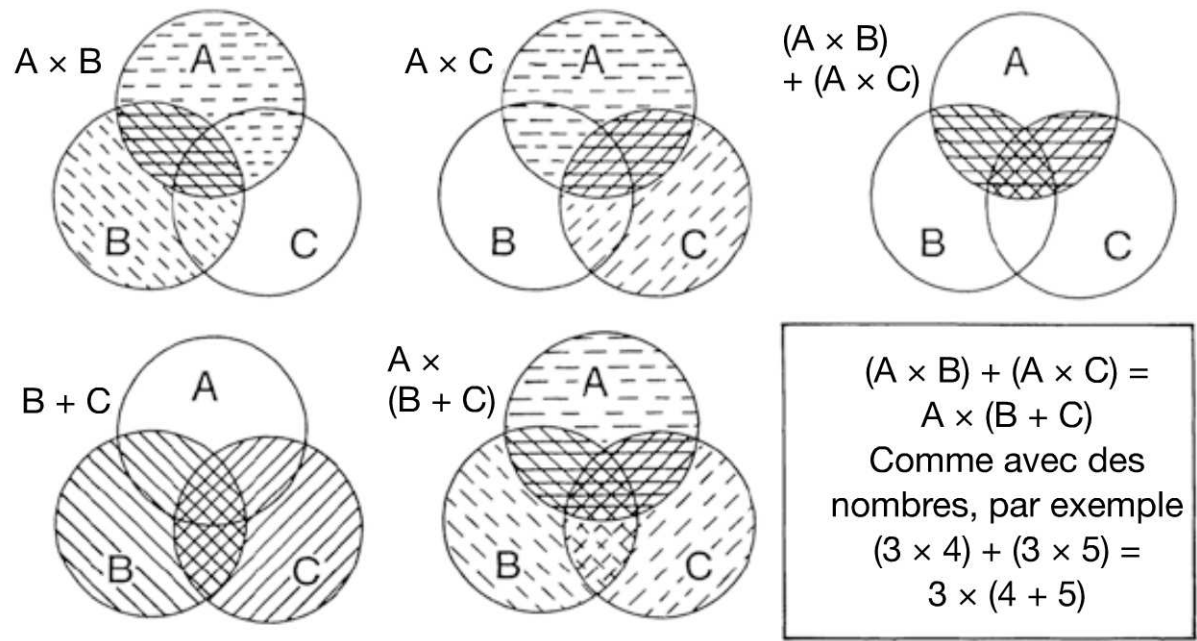 A × B
A
B
C
A × C
A
B
C
(A × B)
+ (A × C)
A
B
C
B + C
A
B
C
A ×
(B + C)
A
B
C
(A × B) + (A × C) =
A × (B + C)
Comme avec des
nombres, par exemple
(3 × 4) + (3 × 5) =
3 × (4 + 5)